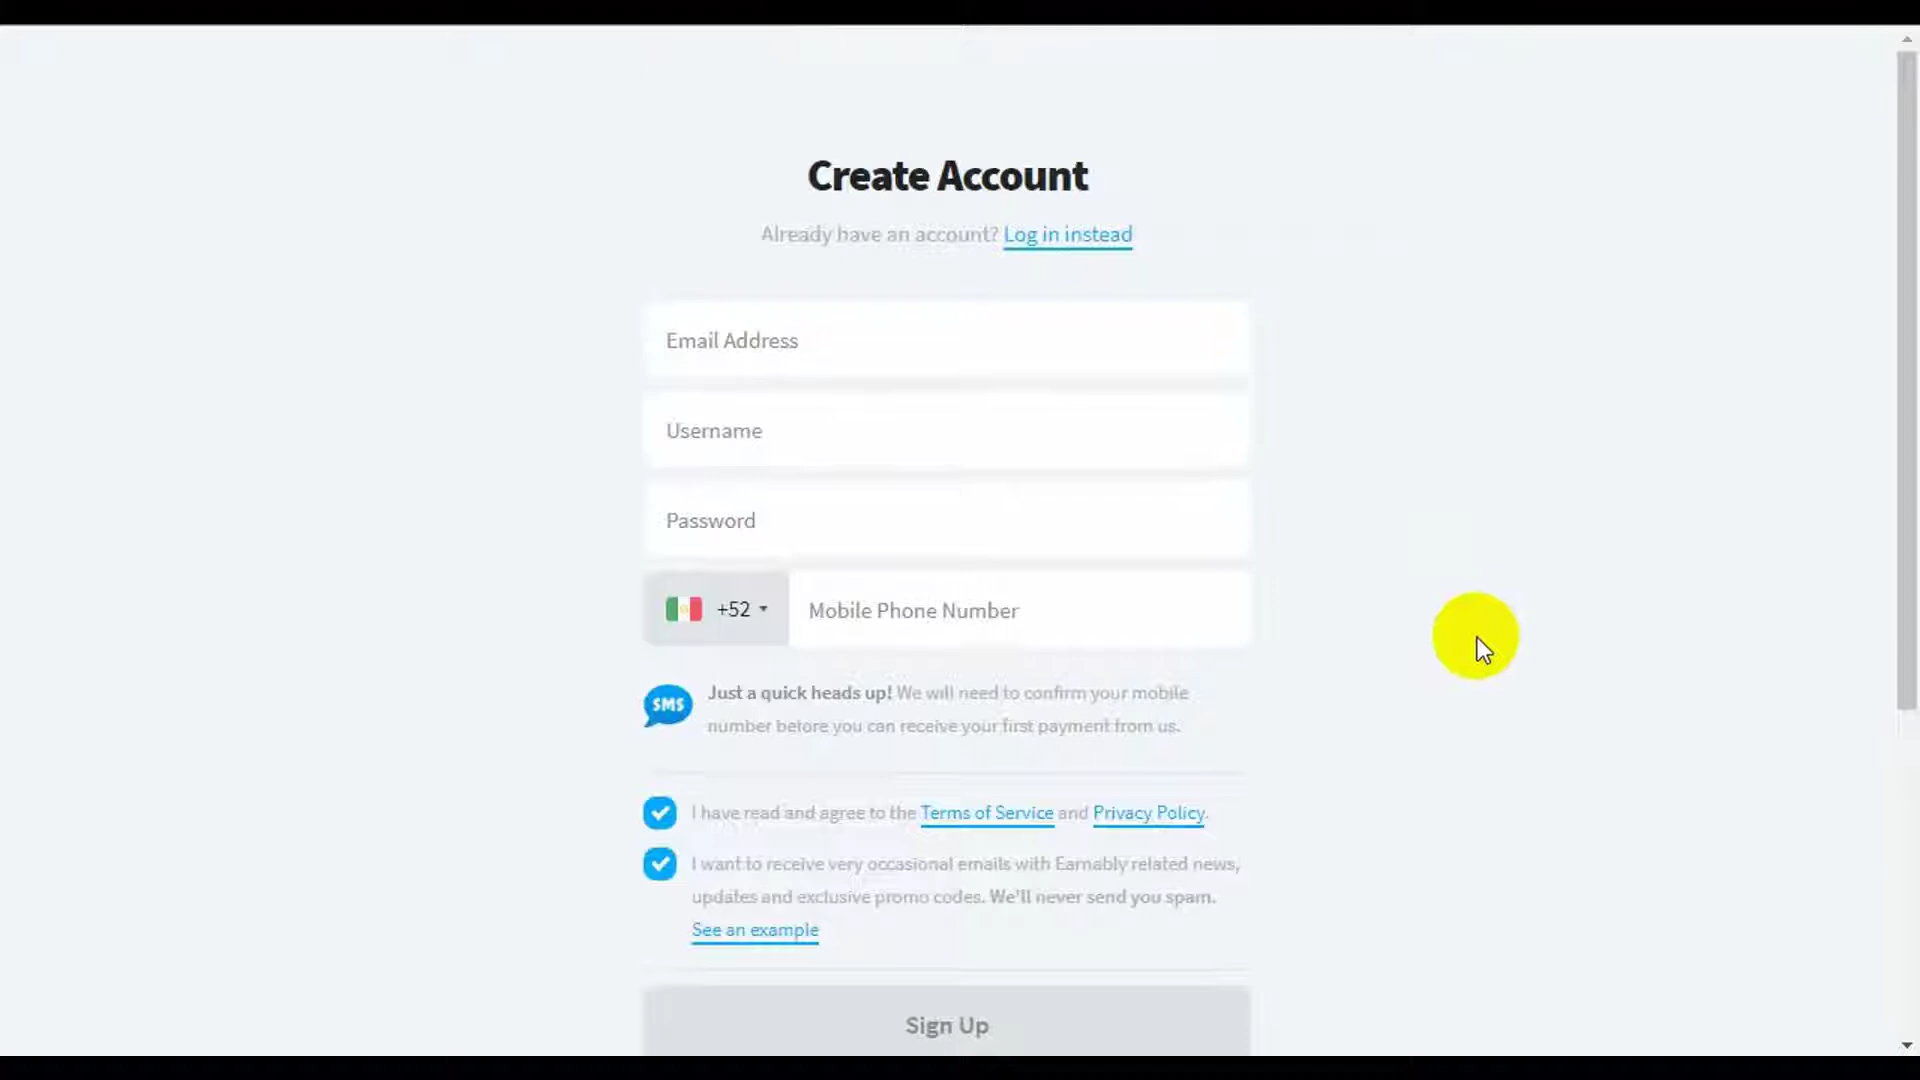 Create Account
Already have an account? Log in instead
Email Address
Username
Password
+52
Mobile Phone Number
SMS
Just a quick heads up! We will need to confirm your mobile
number before you can receive your first payment from us.
I have read and agree to the Terms of Service and Privacy Policy.
I want to receive very occasional emails with Earnably related news,
updates and exclusive promo codes. We'll never send you spam.
See an example
Sign Up